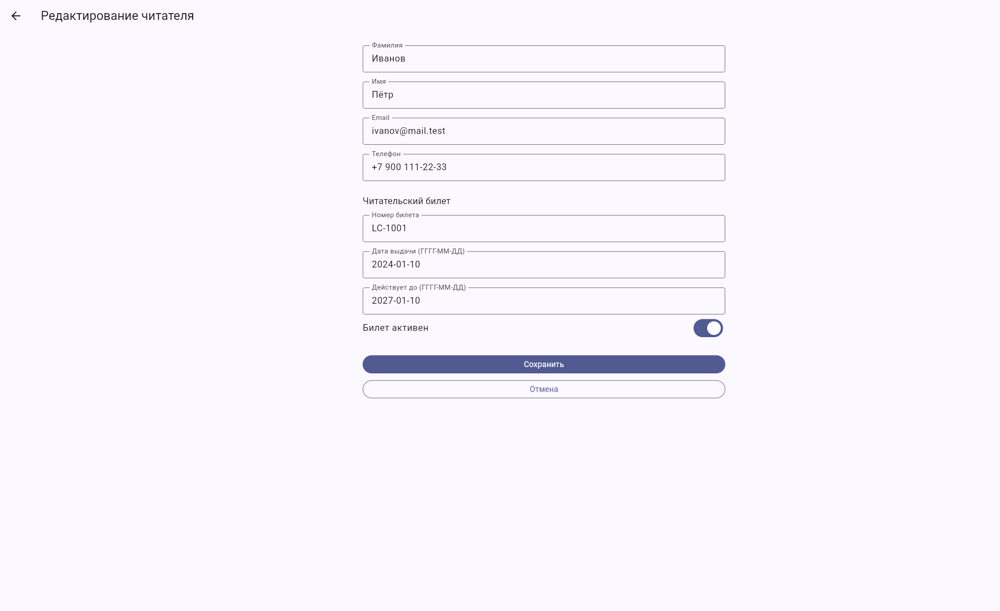 Редактирование читателя
Фамилия
Иванов
Имя
Пётр
Email
ivanov@mail.test
Телефон
+7 900 111-22-33
Читательский билет
Номер билета
LC-1001
Дата выдачи (ГГГГ-ММ-ДД)
2024-01-10
Действует до (ГГГГ-ММ-ДД)
2027-01-10
Билет активен
Сохранить
Отмена